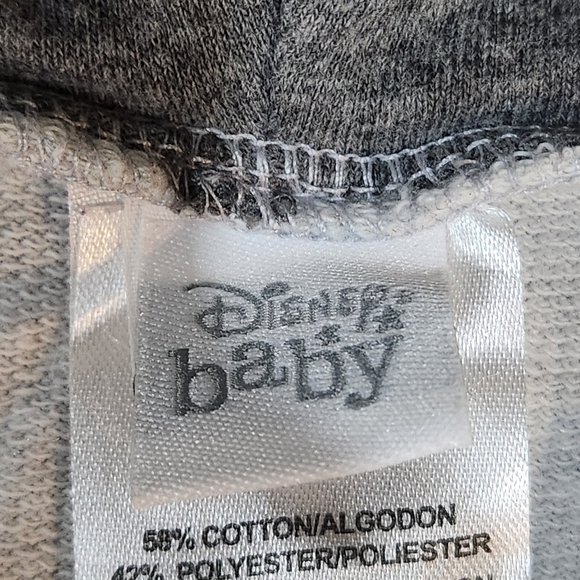 Disney
baby
58% COTTON/ALGODON
42% POLYESTER/POLIESTER